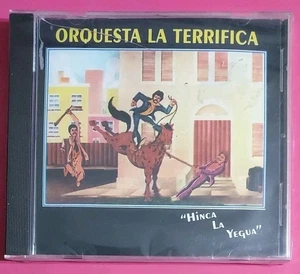 ORQUESTA LA TERRIFICA
"HINCA
LA
YEGUA"